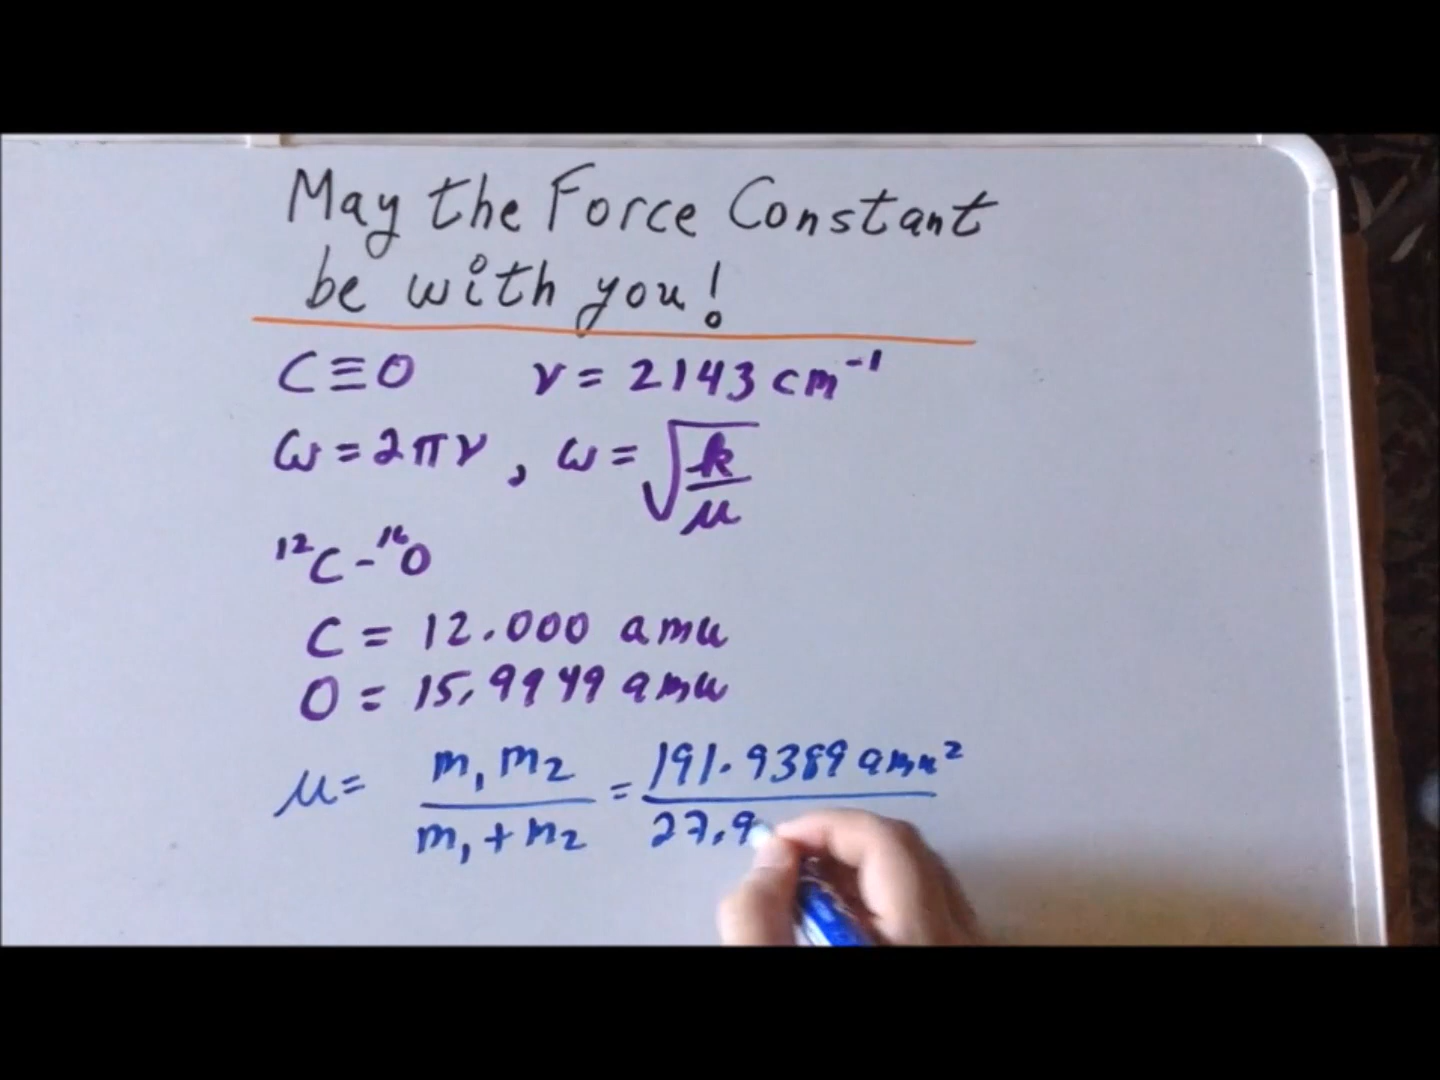 May the Force Constant
be with you!
C≡O ν = 2143 cm⁻¹
ω = 2πν , ω = √(k/μ)
¹²C-¹⁶O
C = 12.000 amu
O = 15.9949 amu
μ = m₁m₂/(m₁+m₂) = 191.9389 amu²/27.9